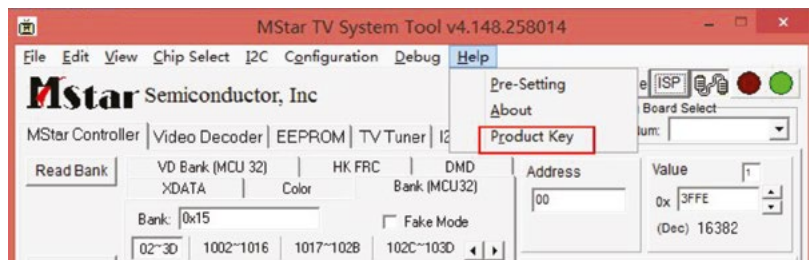 MStar TV System Tool v4.148.258014
File Edit View Chip Select I2C Configuration Debug Help
Pre-Setting
About
Product Key
MStar Semiconductor, Inc
e ISP
Board Select
MStar Controller Video Decoder EEPROM TV Tuner I2
um:
Read Bank
VD Bank (MCU 32) HK FRC DMD
XDATA Color Bank (MCU32)
Address
Value 1
00
0x 3FFE
Bank: 0x15 Fake Mode
(Dec) 16382
02~3D 1002~1016 1017~102B 102C~103D